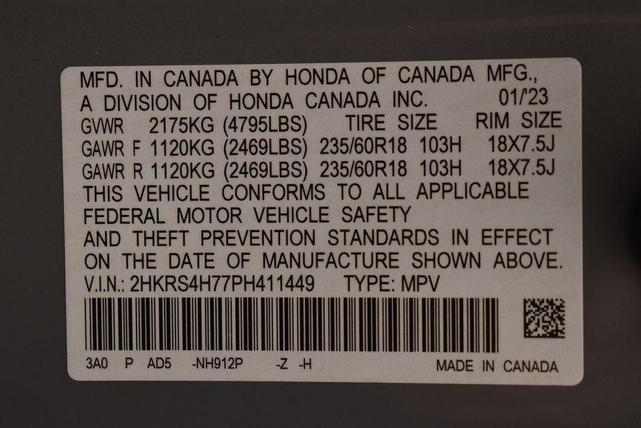 MFD. IN CANADA BY HONDA OF CANADA MFG.,
A DIVISION OF HONDA CANADA INC. 01/'23
GVWR 2175KG (4795LBS) TIRE SIZE RIM SIZE
GAWR F 1120KG (2469LBS) 235/60R18 103H 18X7.5J
GAWR R 1120KG (2469LBS) 235/60R18 103H 18X7.5J
THIS VEHICLE CONFORMS TO ALL APPLICABLE
FEDERAL MOTOR VEHICLE SAFETY
AND THEFT PREVENTION STANDARDS IN EFFECT
ON THE DATE OF MANUFACTURE SHOWN ABOVE.
V.I.N.: 2HKRS4H77PH411449 TYPE: MPV
3A0 P AD5 -NH912P -Z -H MADE IN CANADA